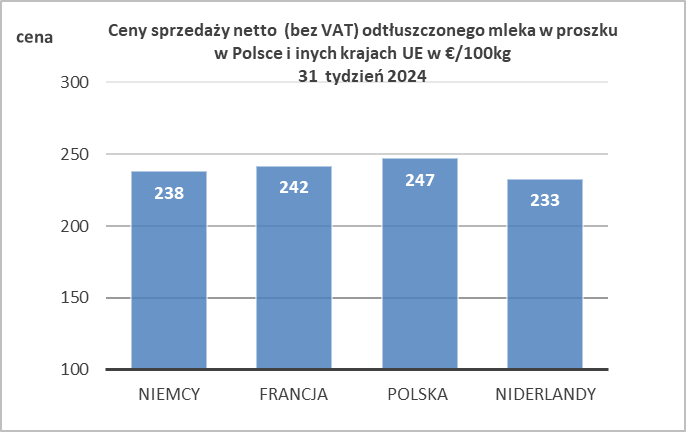 cena
Ceny sprzedaży netto  (bez VAT) odtłuszczonego mleka w proszku
w Polsce i inych krajach UE w €/100kg
31  tydzień 2024
300
250
200
150
100
238
242
247
233
NIEMCY
FRANCJA
POLSKA
NIDERLANDY